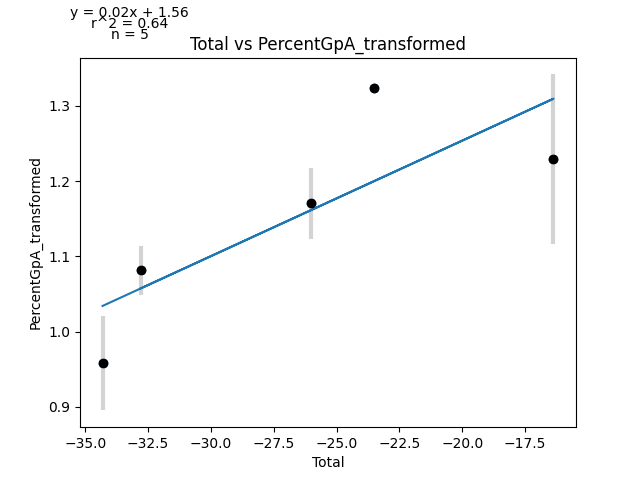 y = 0.02x + 1.56
r^2 = 0.64
n = 5
Total vs PercentGpA_transformed
PercentGpA_transformed
1.3
1.2
1.1
1.0
0.9
−35.0 −32.5 −30.0 −27.5 −25.0 −22.5 −20.0 −17.5
Total